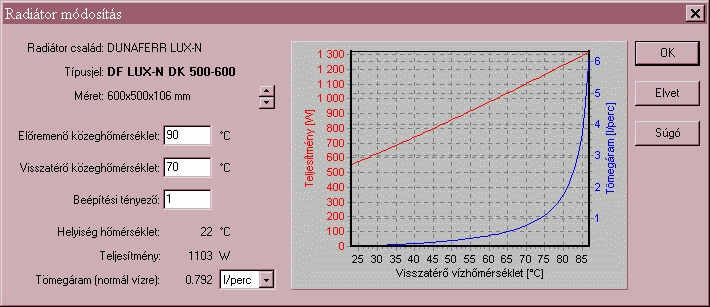 Radiátor módosítás
Radiátor család: DUNAFERR LUX-N
Típusjel: DF LUX-N DK 500-600
Méret: 600x500x106 mm
Előremenő közeghőmérséklet: 90 °C
Visszatérő közeghőmérséklet: 70 °C
Beépítési tényező: 1
Helyiség hőmérséklet: 22 °C
Teljesítmény: 1103 W
Tömegáram (normál vízre): 0.792 l/perc
Teljesítmény [W]
1 300
1 200
1 100
1 000
900
800
700
600
500
400
300
200
100
0
25 30 35 40 45 50 55 60 65 70 75 80 85
Visszatérő vízhőmérséklet [°C]
6
5
4
3
2
1
Tömegáram [l/perc]
OK
Elvet
Súgó